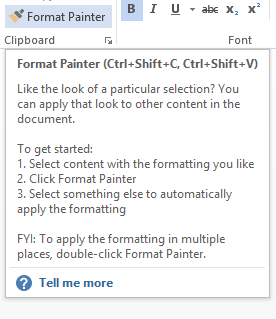 Format Painter
B I U abc X₂ X²
Clipboard Font
Format Painter (Ctrl+Shift+C, Ctrl+Shift+V)
Like the look of a particular selection? You
can apply that look to other content in the
document.
To get started:
1. Select content with the formatting you like
2. Click Format Painter
3. Select something else to automatically
apply the formatting
FYI: To apply the formatting in multiple
places, double-click Format Painter.
? Tell me more